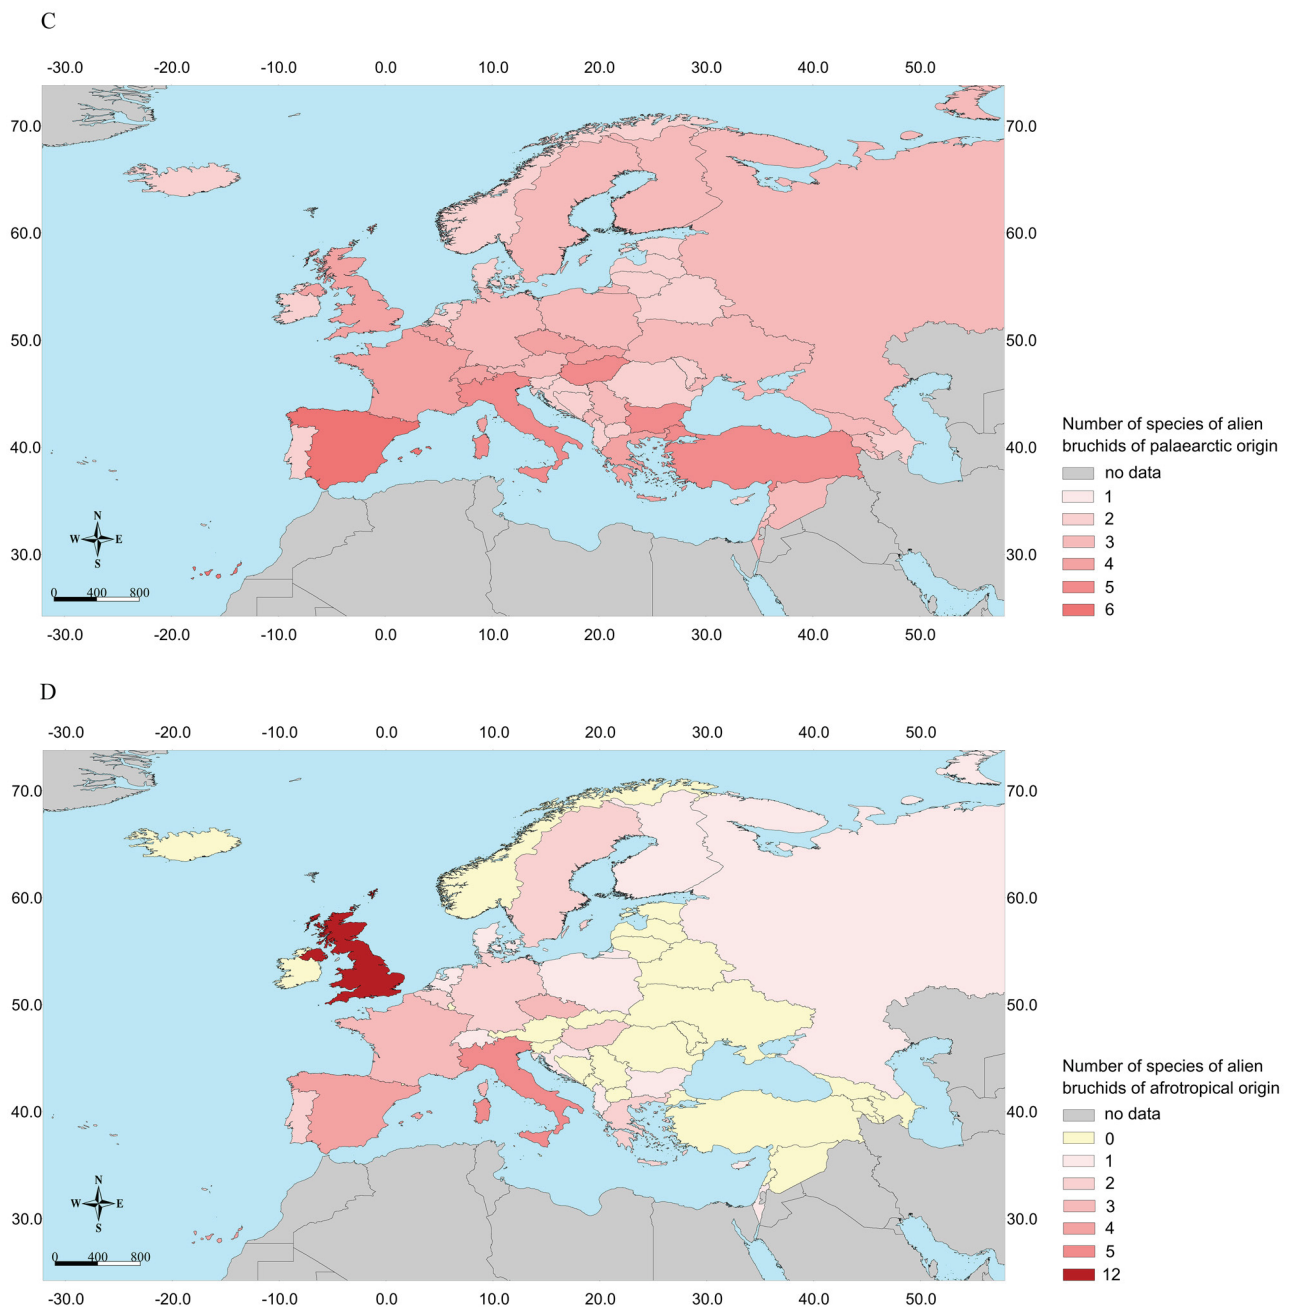 C
-30.0 -20.0 -10.0 0.0 10.0 20.0 30.0 40.0 50.0
70.0 70.0
60.0 60.0
50.0 50.0
Number of species of alien
bruchids of palaearctic origin
40.0 40.0
no data
1
2
N
W E
S
3
30.0 30.0
4
5
0 400 800
6
-30.0 -20.0 -10.0 0.0 10.0 20.0 30.0 40.0 50.0
D
-30.0 -20.0 -10.0 0.0 10.0 20.0 30.0 40.0 50.0
70.0 70.0
60.0 60.0
50.0 50.0
Number of species of alien
bruchids of afrotropical origin
40.0 40.0
no data
0
1
2
N
W E
S
3
30.0 30.0
4
5
0 400 800
12
-30.0 -20.0 -10.0 0.0 10.0 20.0 30.0 40.0 50.0